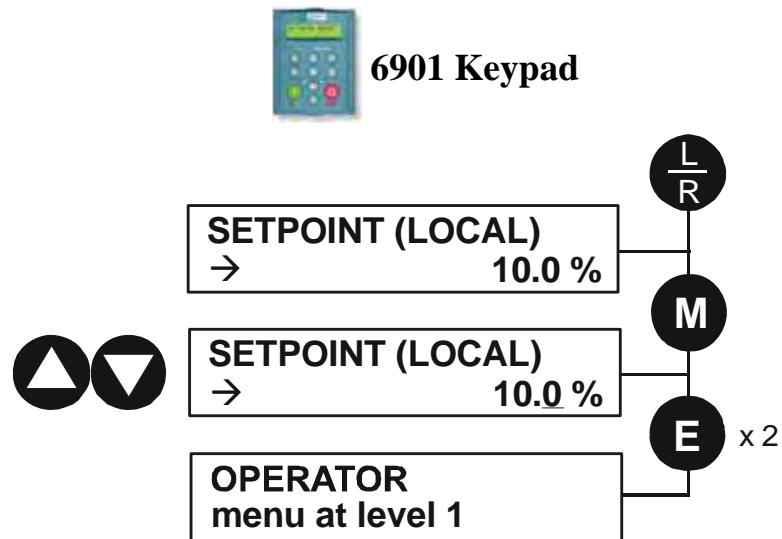 6901 Keypad
L
R
SETPOINT (LOCAL)
→ 10.0 %
M
SETPOINT (LOCAL)
→ 10.0 %
E x 2
OPERATOR
menu at level 1